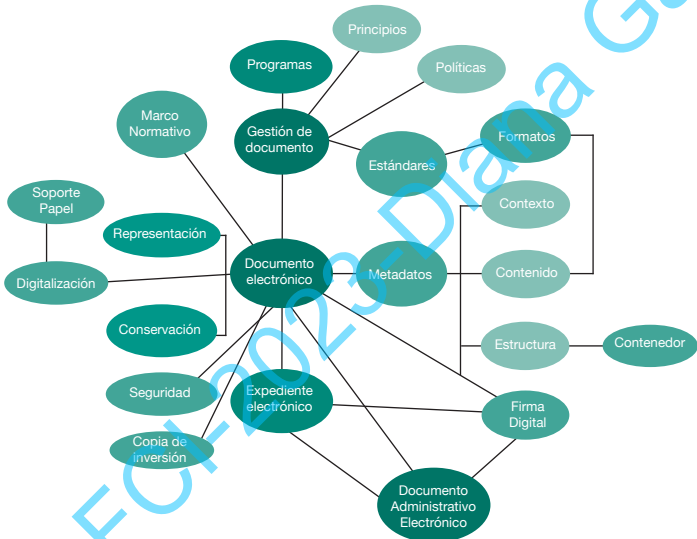 Principios
Programas
Políticas
Marco
Normativo
Gestión de
documento
Formatos
Estándares
Soporte
Papel
Contexto
Representación
Documento
electrónico
Metadatos
Contenido
Digitalización
Conservación
Estructura
Contenedor
Seguridad
Expediente
electrónico
Firma
Digital
Copia de
inversión
Documento
Administrativo
Electrónico
FCI-2023-Diana Ga